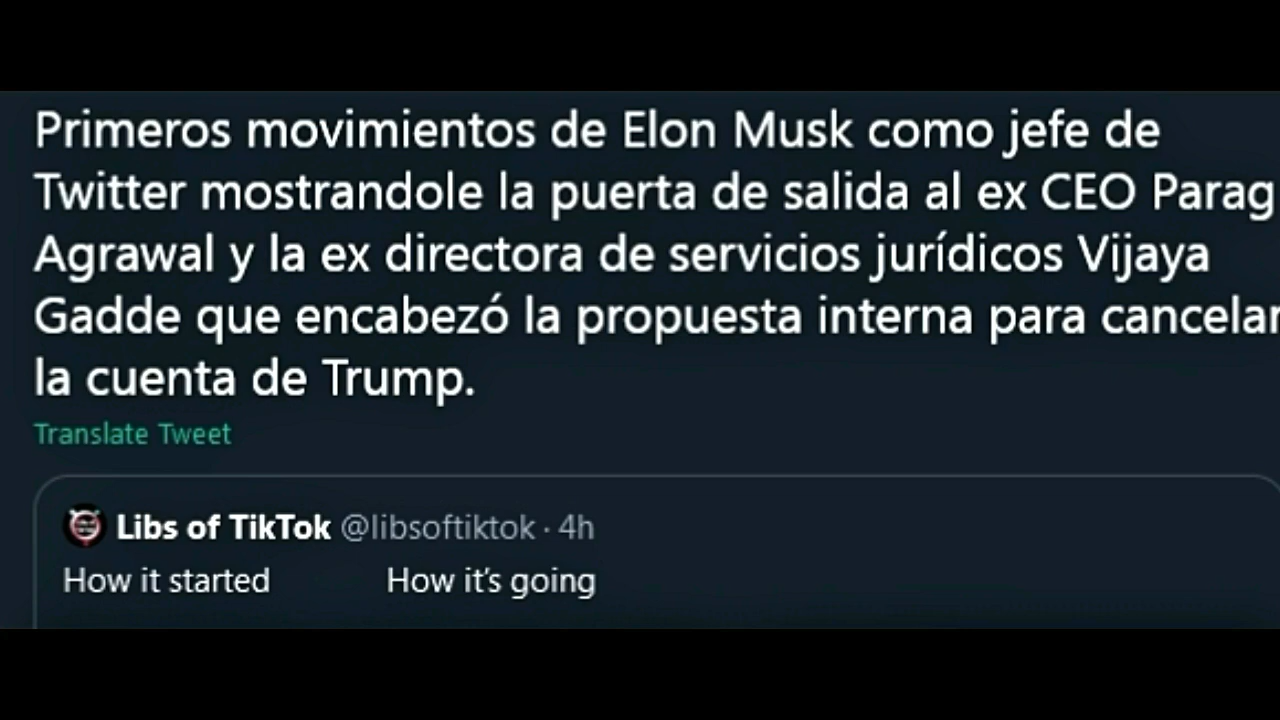 Primeros movimientos de Elon Musk como jefe de
Twitter mostrandole la puerta de salida al ex CEO Parag
Agrawal y la ex directora de servicios jurídicos Vijaya
Gadde que encabezó la propuesta interna para cancelar
la cuenta de Trump.
Translate Tweet
Libs of TikTok @libsoftiktok · 4h
How it started How it's going